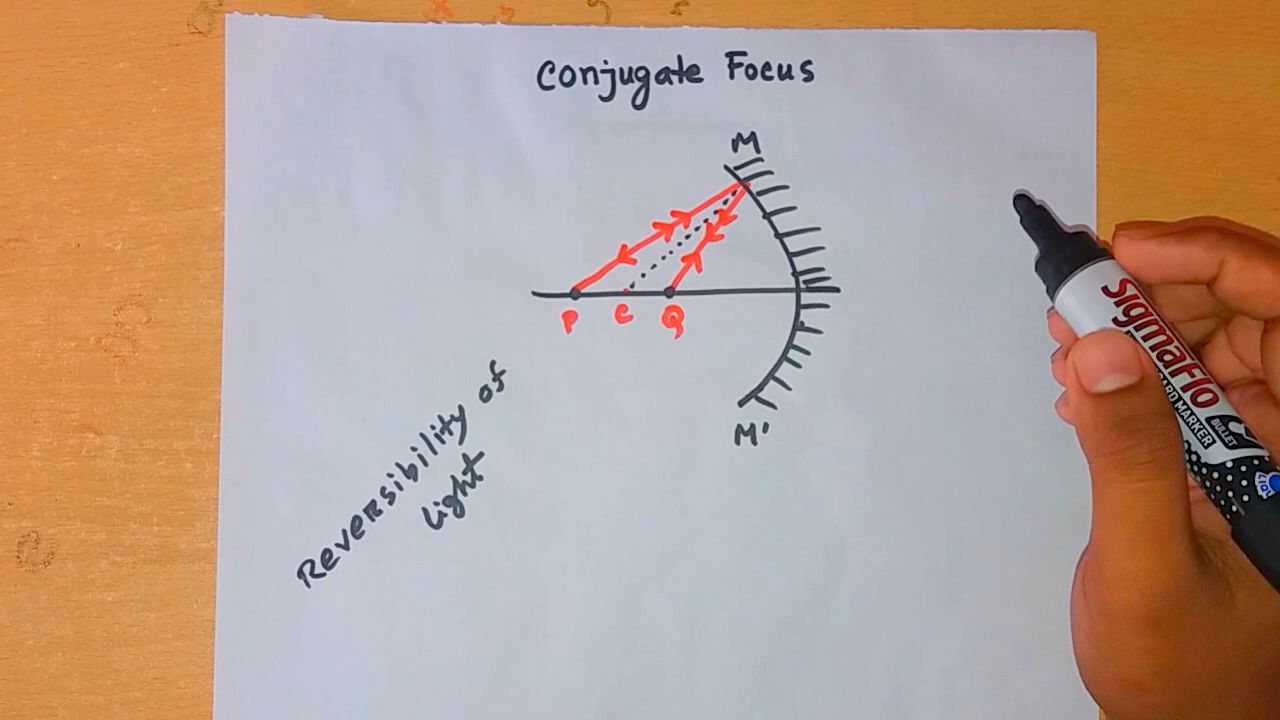 Conjugate Focus
M
P C Q
M'
Reversibility of
light
SigmaFlo
BOARD MARKER
BULLET